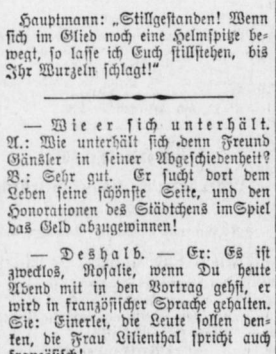 Hauptmann: „Stillgestanden! Wenn
sich im Glied noch eine Helmspitze be-
wegt, so lasse ich Euch stillstehen, bis
Ihr Wurzeln schlagt!“
— Wie er sich unterhält.
A.: Wie unterhält sich denn Freund
Gänsler in seiner Abgeschiedenheit?
B.: Sehr gut. Er sucht dort dem
Leben seine schönste Seite, und den
Honorationen des Städtchens im Spiel
das Geld abzugewinnen!
— Deshalb. — Er: Es ist
zwecklos, Rosalie, wenn Du heute
Abend mit in den Vortrag gehst, er
wird in französischer Sprache gehalten.
Sie: Einerlei, die Leute sollen den-
ken, die Frau Lilienthal spricht auch